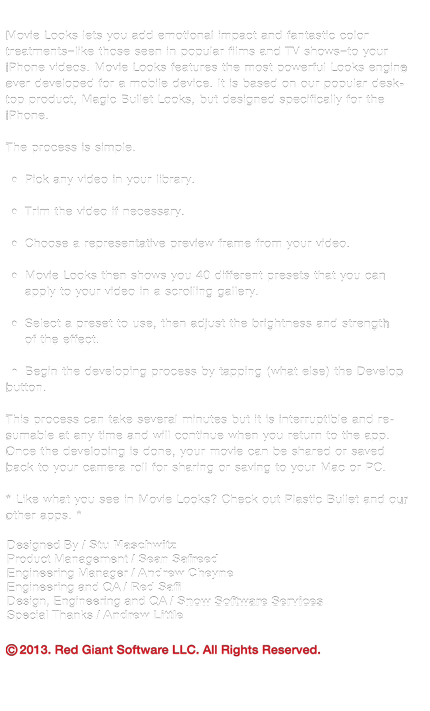 Movie Looks lets you add emotional impact and fantastic color
treatments–like those seen in popular films and TV shows–to your
iPhone videos. Movie Looks features the most powerful Looks engine
ever developed for a mobile device. It is based on our popular desk-
top product, Magic Bullet Looks, but designed specifically for the
iPhone.
The process is simple.
• Pick any video in your library.
• Trim the video if necessary.
• Choose a representative preview frame from your video.
• Movie Looks then shows you 40 different presets that you can
apply to your video in a scrolling gallery.
• Select a preset to use, then adjust the brightness and strength
of the effect.
• Begin the developing process by tapping (what else) the Develop
button.
This process can take several minutes but it is interruptible and re-
sumable at any time and will continue when you return to the app.
Once the developing is done, your movie can be shared or saved
back to your camera roll for sharing or saving to your Mac or PC.
* Like what you see in Movie Looks? Check out Plastic Bullet and our
other apps. *
Designed By / Stu Maschwitz
Product Management / Sean Safreed
Engineering Manager / Andrew Cheyne
Engineering and QA / Red Safi
Design, Engineering and QA / Snow Software Services
Special Thanks / Andrew Little
© 2013. Red Giant Software LLC. All Rights Reserved.